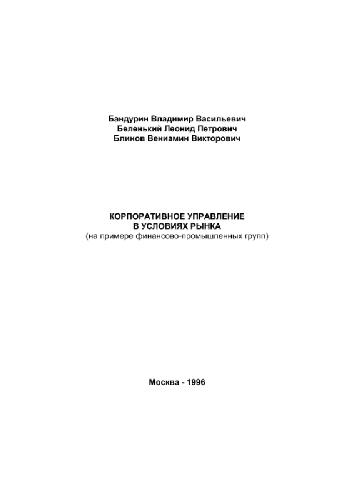 Бандурин Владимир Васильевич
Беленький Леонид Петрович
Блинов Вениамин Викторович
КОРПОРАТИВНОЕ УПРАВЛЕНИЕ
В УСЛОВИЯХ РЫНКА
(на примере финансово-промышленных групп)
Москва - 1996